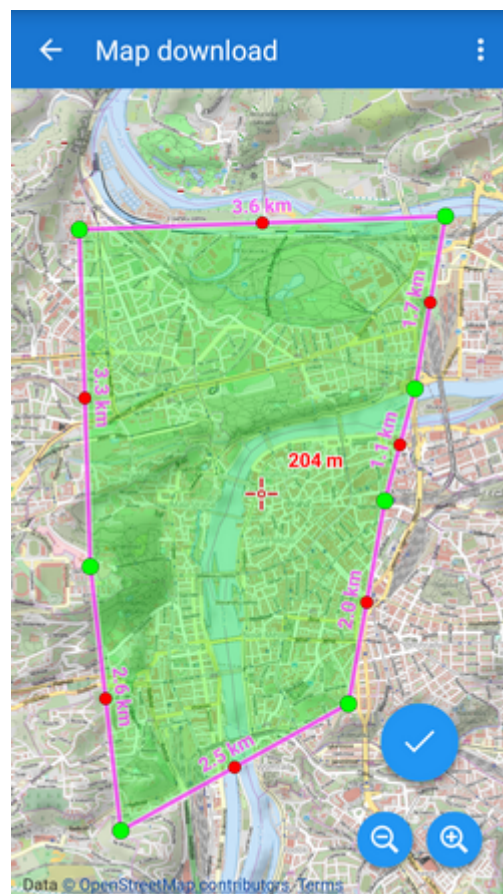 Map download
3.6 km
1.7 km
3.3 km
1.1 km
204 m
2.0 km
2.6 km
2.5 km
Data © OpenStreetMap contributors. Terms